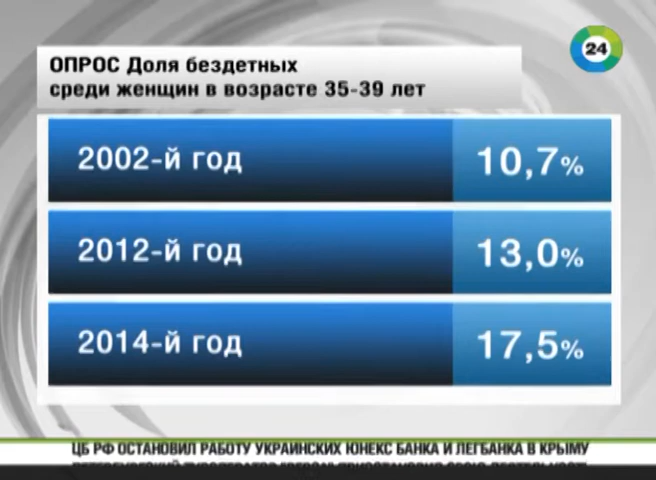 24
ОПРОС Доля бездетных
среди женщин в возрасте 35-39 лет
2002-й год 10,7%
2012-й год 13,0%
2014-й год 17,5%
ЦБ РФ ОСТАНОВИЛ РАБОТУ УКРАИНСКИХ ЮНЕКС БАНКА И ЛЕГБАНКА В КРЫМУ